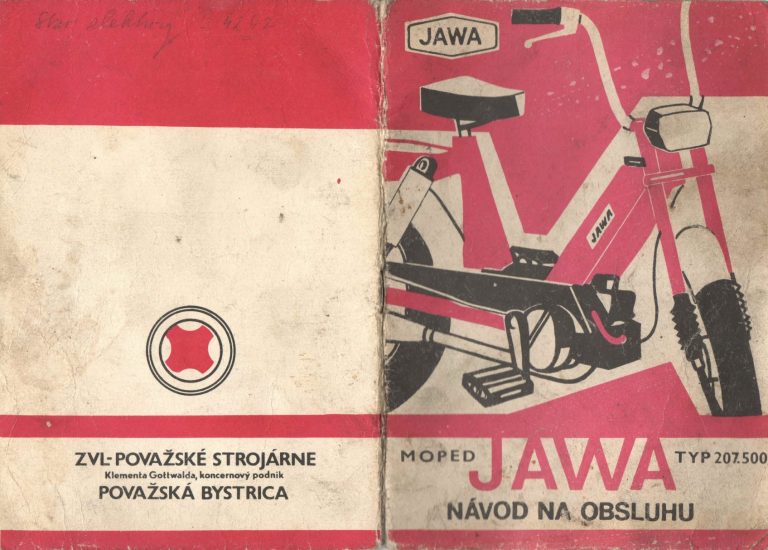 JAWA
JAWA
ZVL-POVAŽSKÉ STROJÁRNE
Klementa Gottwalda, koncernový podnik
POVAŽSKÁ BYSTRICA
MOPED JAWA TYP 207.500
NÁVOD NA OBSLUHU